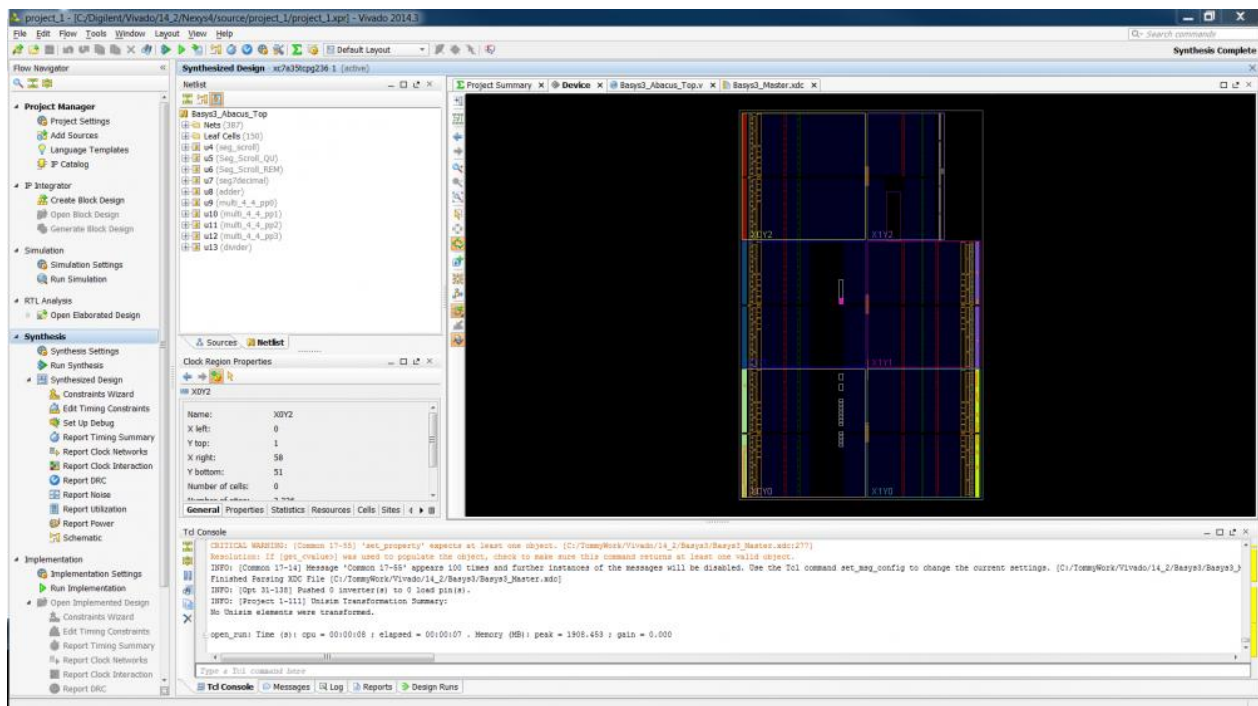 project_1 - [C:/Digilent/Vivado/14_2/Nexys4/source/project_1/project_1.xpr] - Vivado 2014.3
File Edit Flow Tools Window Layout View Help
Q- Search commands
Default Layout
Synthesis Complete
Flow Navigator
Project Manager
Project Settings
Add Sources
Language Templates
IP Catalog
IP Integrator
Create Block Design
Open Block Design
Generate Block Design
Simulation
Simulation Settings
Run Simulation
RTL Analysis
Open Elaborated Design
Synthesis
Synthesis Settings
Run Synthesis
Synthesized Design
Constraints Wizard
Edit Timing Constraints
Set Up Debug
Report Timing Summary
Report Clock Networks
Report Clock Interaction
Report DRC
Report Noise
Report Utilization
Report Power
Schematic
Implementation
Implementation Settings
Run Implementation
Open Implemented Design
Constraints Wizard
Edit Timing Constraints
Report Timing Summary
Report Clock Networks
Report Clock Interaction
Report DRC
Synthesized Design - xc7a35tcpg236-1 (active)
Netlist
Basys3_Abacus_Top
Nets (387)
Leaf Cells (150)
u4 (seg_scroll)
u5 (Seg_Scroll_QU)
u6 (Seg_Scroll_REM)
u7 (seg7decimal)
u8 (adder)
u9 (multi_4_4_pp0)
u10 (multi_4_4_pp1)
u11 (multi_4_4_pp2)
u12 (multi_4_4_pp3)
u13 (divider)
Sources Netlist
Clock Region Properties
X0Y2
Name: X0Y2
X left: 0
Y top: 1
X right: 58
Y bottom: 51
Number of cells: 0
General Properties Statistics Resources Cells Sites
Project Summary Device Basys3_Abacus_Top.v Basys3_Master.xdc
X0Y2 X1Y2
X1Y1
X0Y0 X1Y0
Tcl Console
CRITICAL WARNING: [Common 17-55] 'set_property' expects at least one object. [C:/TommyWork/Vivado/14_2/Basys3/Basys3_Master.xdc:277]
Resolution: If [get_<value>] was used to populate the object, check to make sure this command returns at least one valid object.
INFO: [Common 17-14] Message 'Common 17-55' appears 100 times and further instances of the messages will be disabled. Use the Tcl command set_msg_config to change the current settings. [C:/TommyWork/Vivado/14_2/Basys3/Basys3_M
Finished Parsing XDC File [C:/TommyWork/Vivado/14_2/Basys3/Basys3_Master.xdc]
INFO: [Opt 31-138] Pushed 0 inverter(s) to 0 load pin(s).
INFO: [Project 1-111] Unisim Transformation Summary:
No Unisim elements were transformed.
open_run: Time (s): cpu = 00:00:08 ; elapsed = 00:00:07 . Memory (MB): peak = 1908.453 ; gain = 0.000
Type a Tcl command here
Tcl Console Messages Log Reports Design Runs